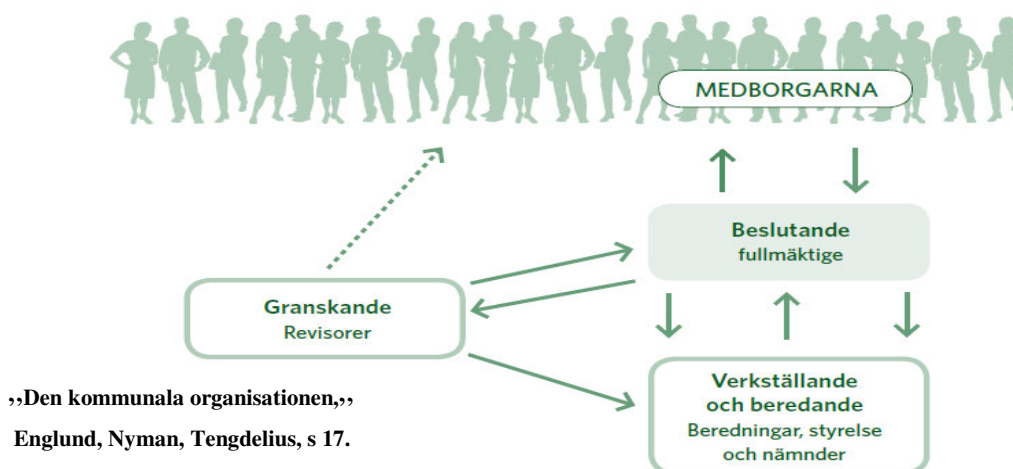 MEDBORGARNA
Beslutande
fullmäktige
Granskande
Revisorer
Verkställande
och beredande
Beredningar, styrelse
och nämnder
,,Den kommunala organisationen,,
Englund, Nyman, Tengdelius, s 17.